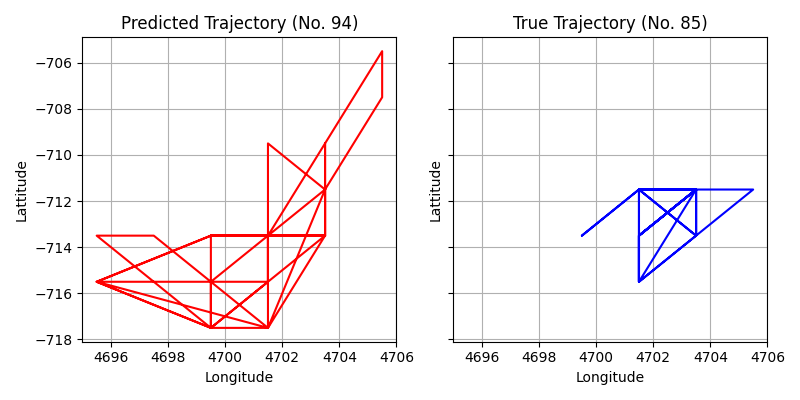 Predicted Trajectory (No. 94)
True Trajectory (No. 85)
Lattitude
−706
−708
−710
−712
−714
−716
−718
4696 4698 4700 4702 4704 4706
Longitude
Lattitude
4696 4698 4700 4702 4704 4706
Longitude